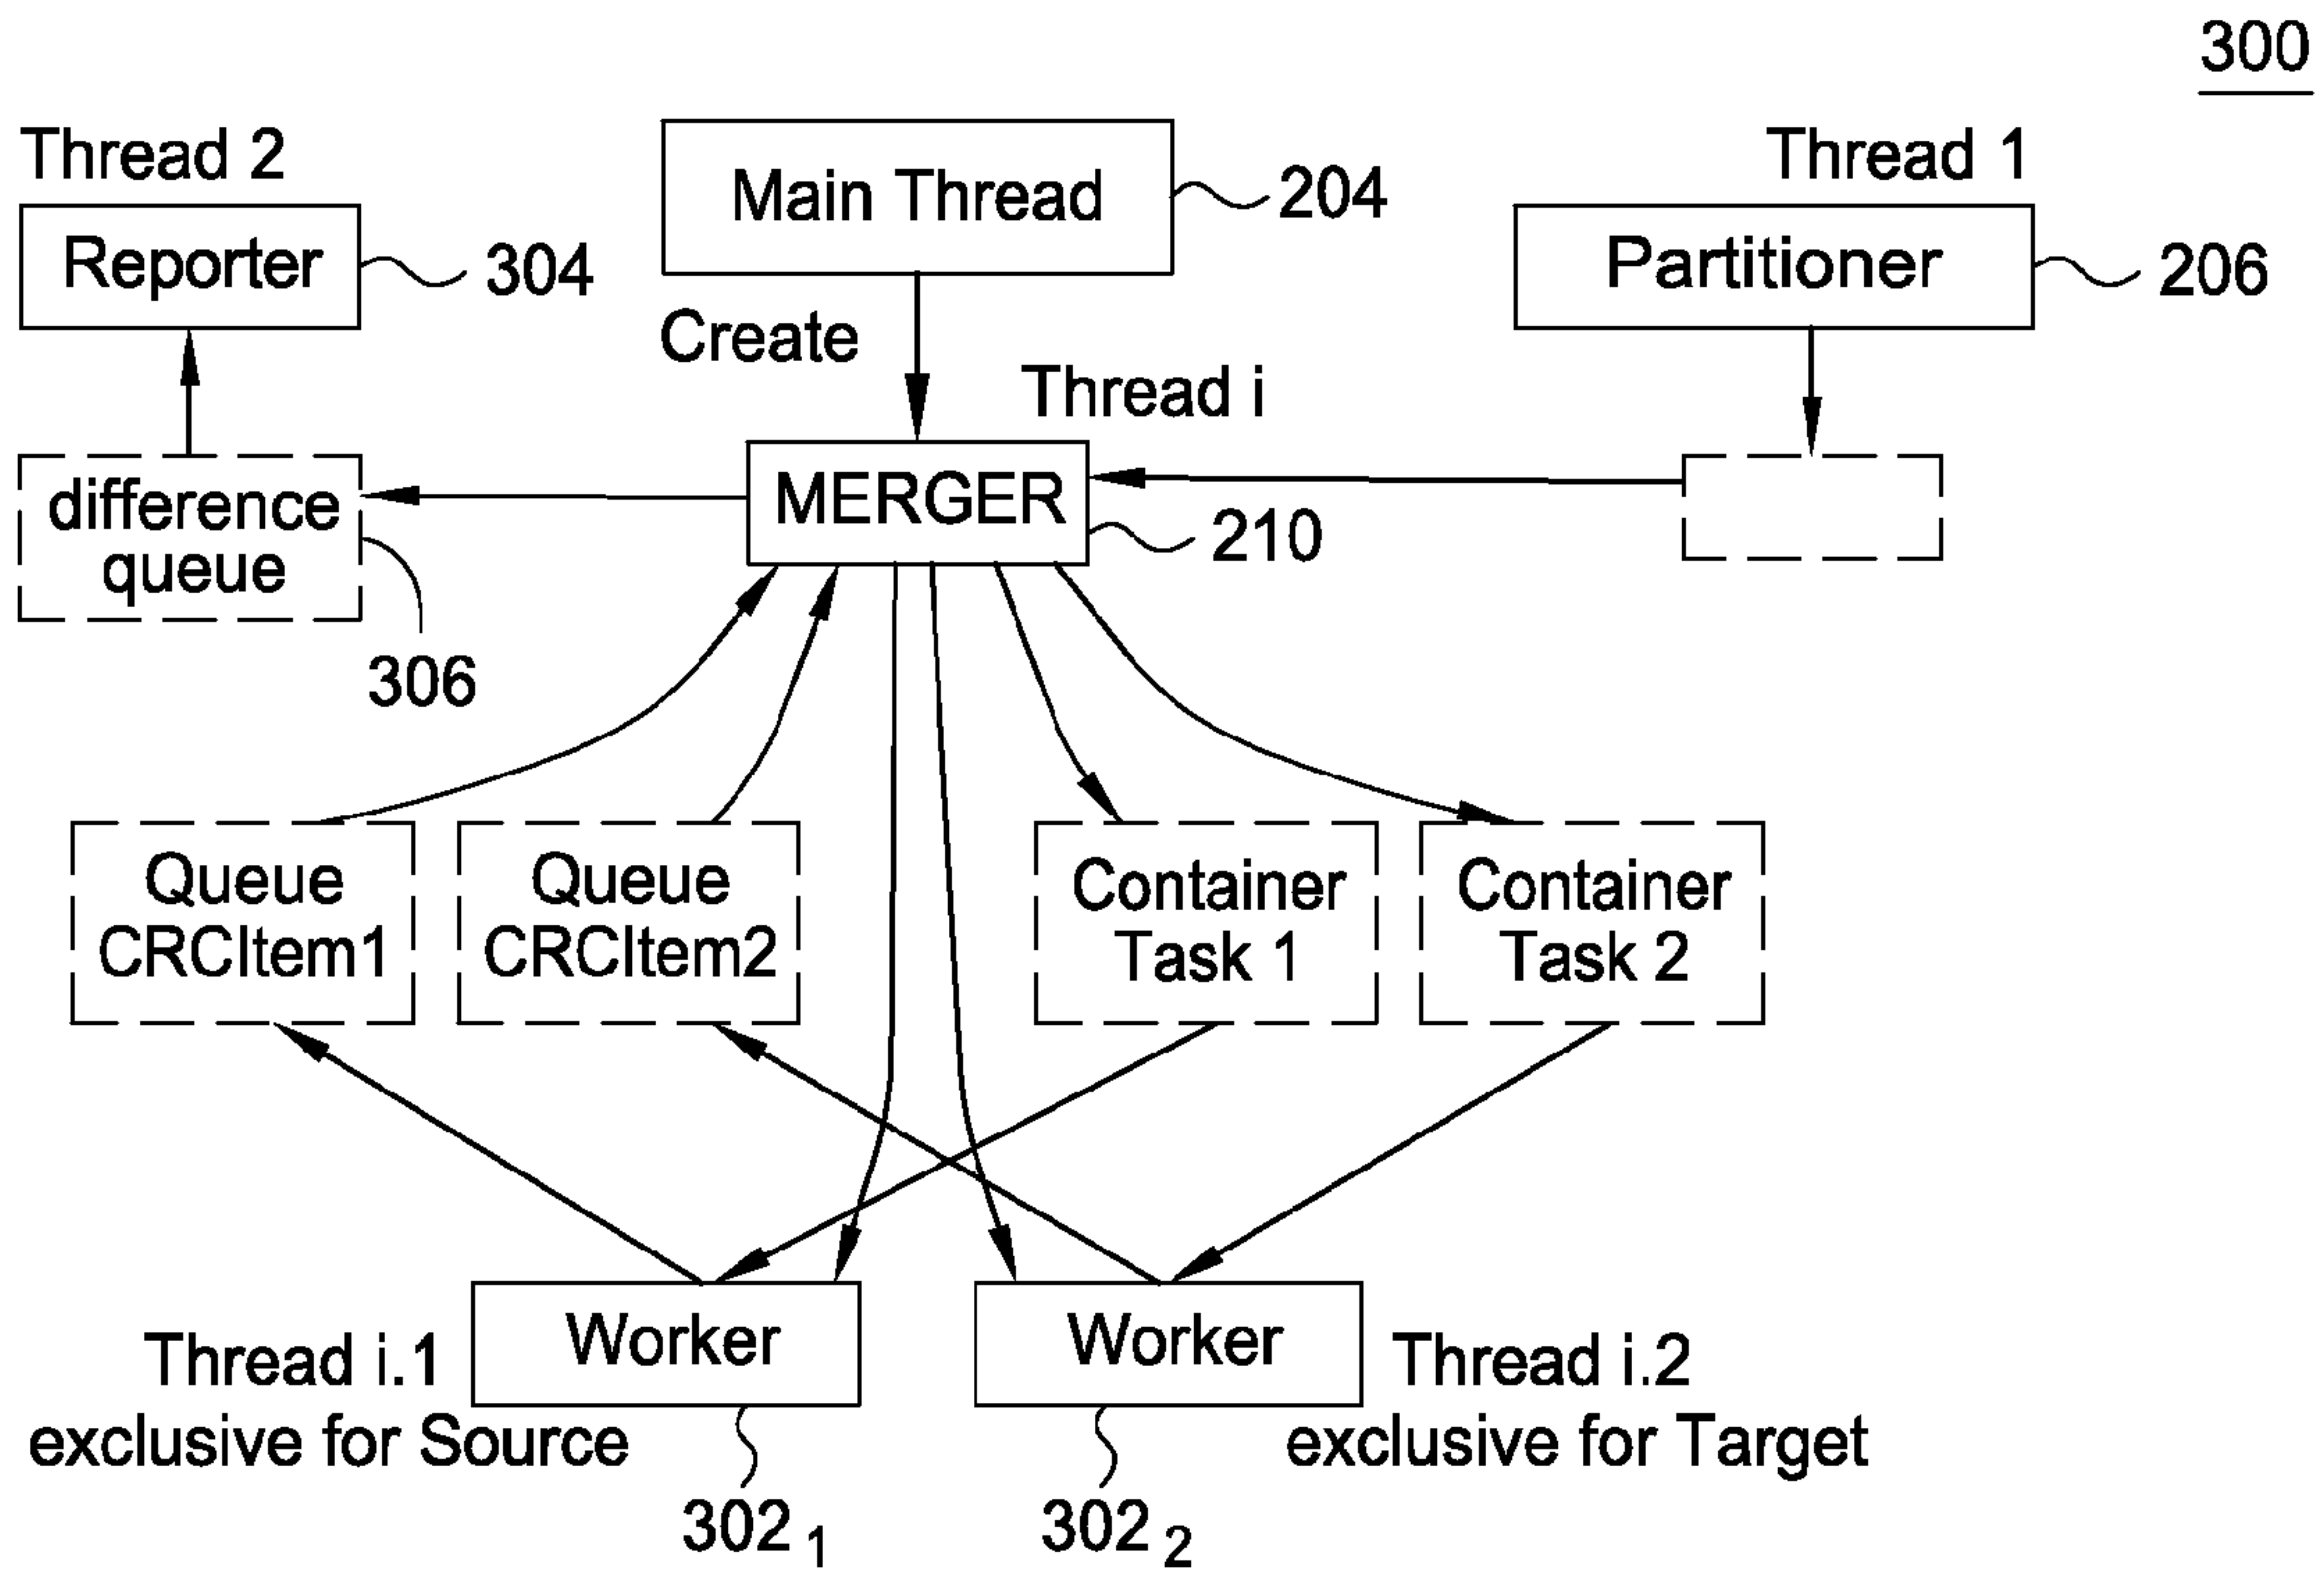 300
Thread 2
Reporter
304
Main Thread
204
Thread 1
Partitioner
206
Create
Thread i
MERGER
210
difference
queue
306
Queue
CRCItem1
Queue
CRCItem2
Container
Task 1
Container
Task 2
Thread i.1
exclusive for Source
Worker
302 1
Worker
302 2
Thread i.2
exclusive for Target